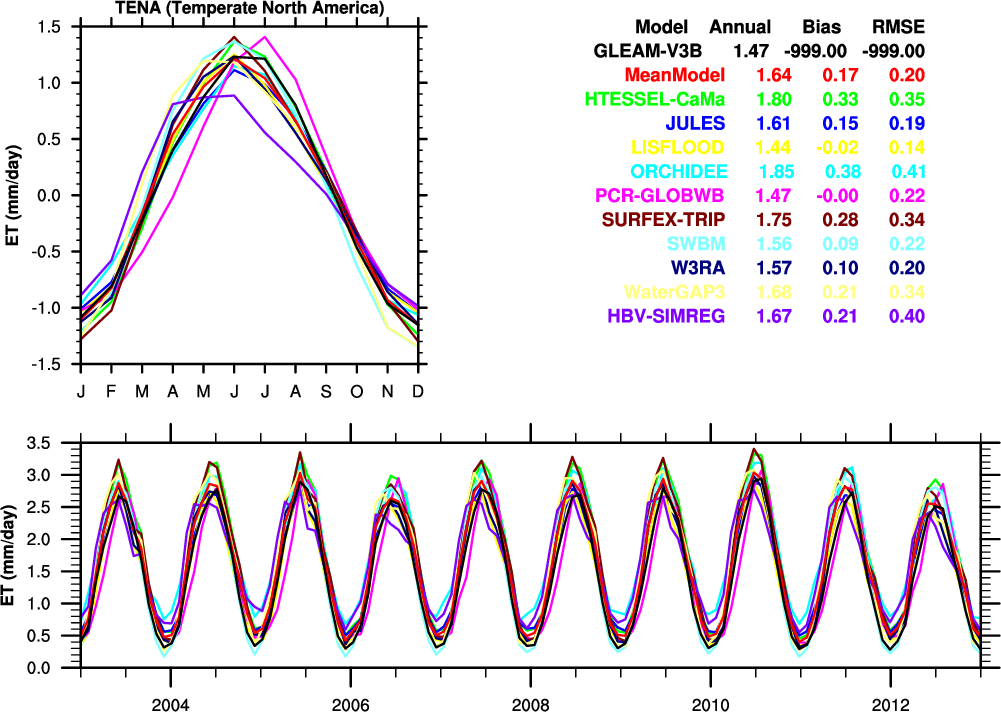 TENA (Temperate North America)
1.5
1.0
0.5
0.0
-0.5
-1.0
-1.5
ET (mm/day)
J F M A M J J A S O N D
Model Annual Bias RMSE
GLEAM-V3B 1.47 -999.00 -999.00
MeanModel 1.64 0.17 0.20
HTESSEL-CaMa 1.80 0.33 0.35
JULES 1.61 0.15 0.19
LISFLOOD 1.44 -0.02 0.14
ORCHIDEE 1.85 0.38 0.41
PCR-GLOBWB 1.47 -0.00 0.22
SURFEX-TRIP 1.75 0.28 0.34
SWBM 1.56 0.09 0.22
W3RA 1.57 0.10 0.20
WaterGAP3 1.68 0.21 0.34
HBV-SIMREG 1.67 0.21 0.40
3.5
3.0
2.5
2.0
1.5
1.0
0.5
0.0
ET (mm/day)
2004 2006 2008 2010 2012